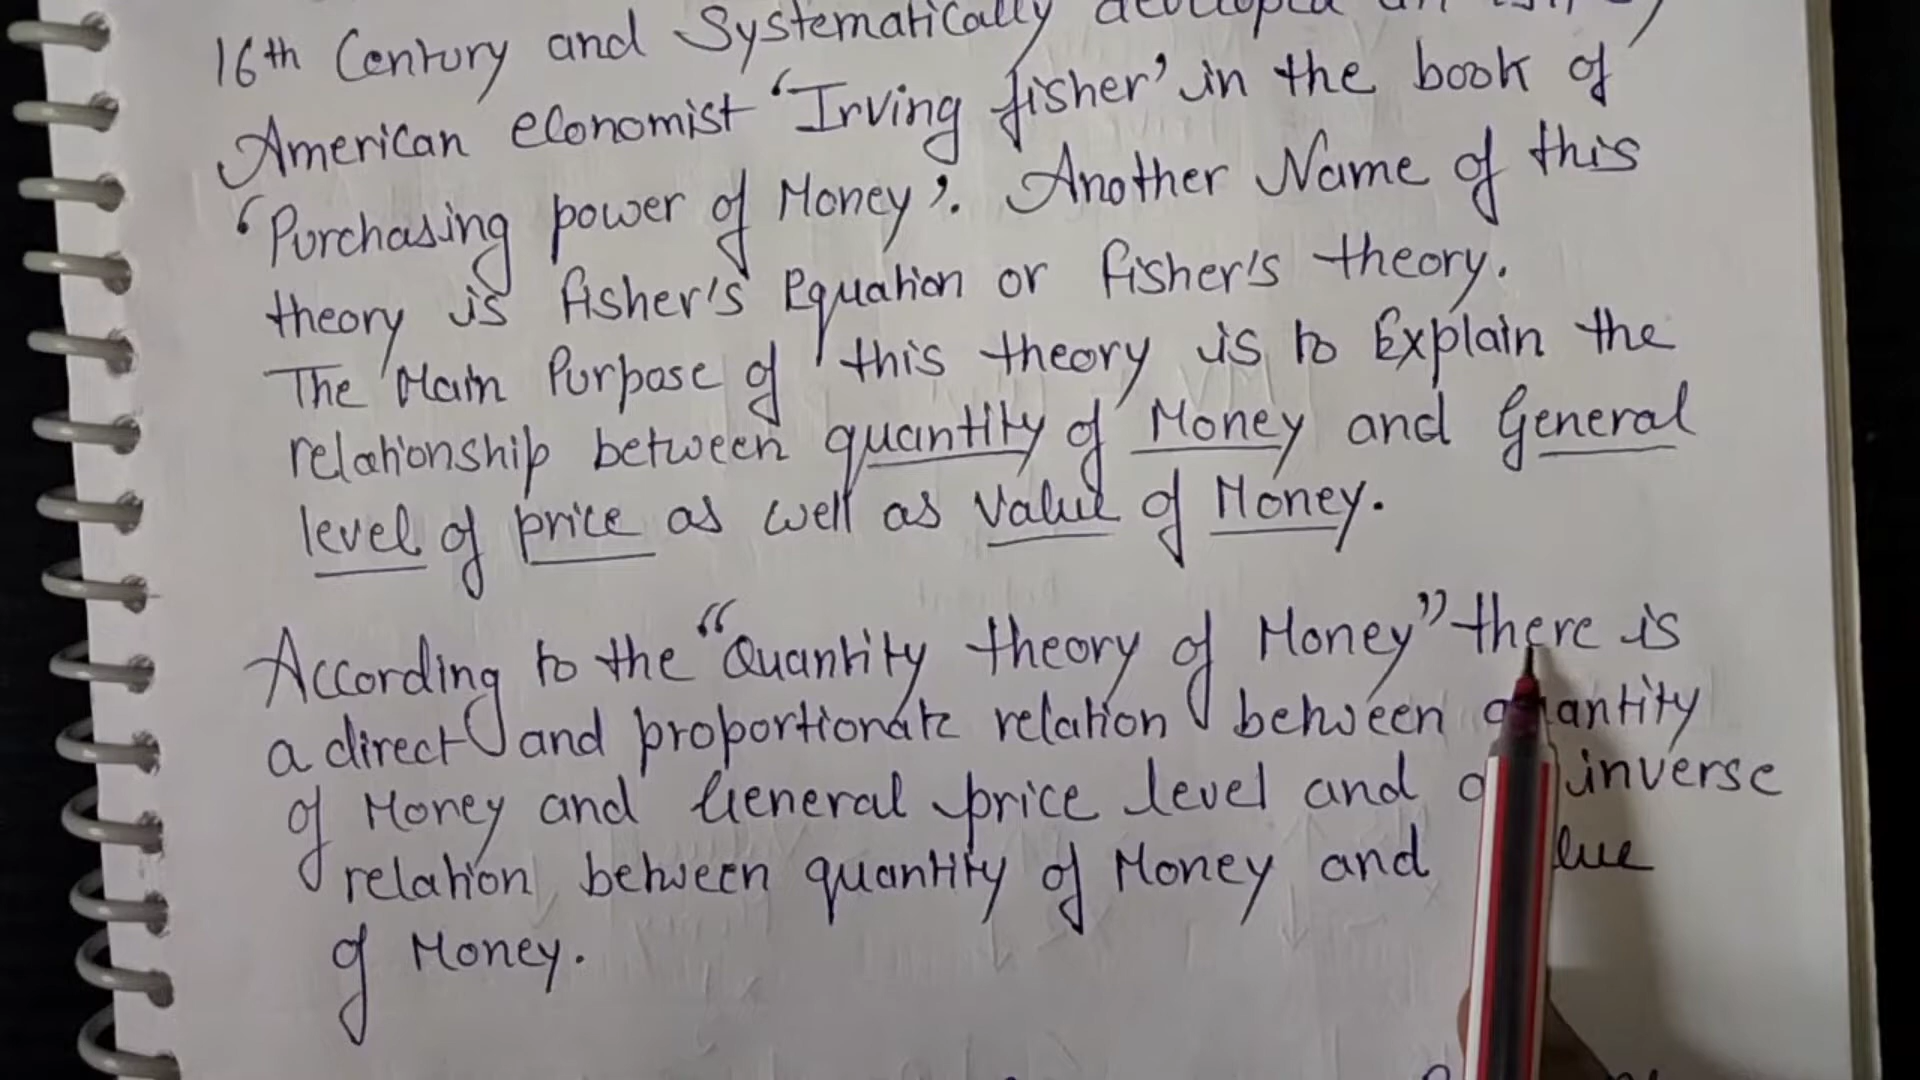 16th Century and Systematically developed
American economist 'Irving fisher' in the book of
'Purchasing power of Money'. Another Name of this
theory is fisher's Equation or fisher's theory.
The Main Purpose of this theory is to Explain the
relationship between quantity of Money and General
level of price as well as Value of Money.
According to the "Quantity theory of Money" there is
a direct and proportionate relation between quantity
of Money and General price level and inverse
relation between quantity of Money and
of Money.